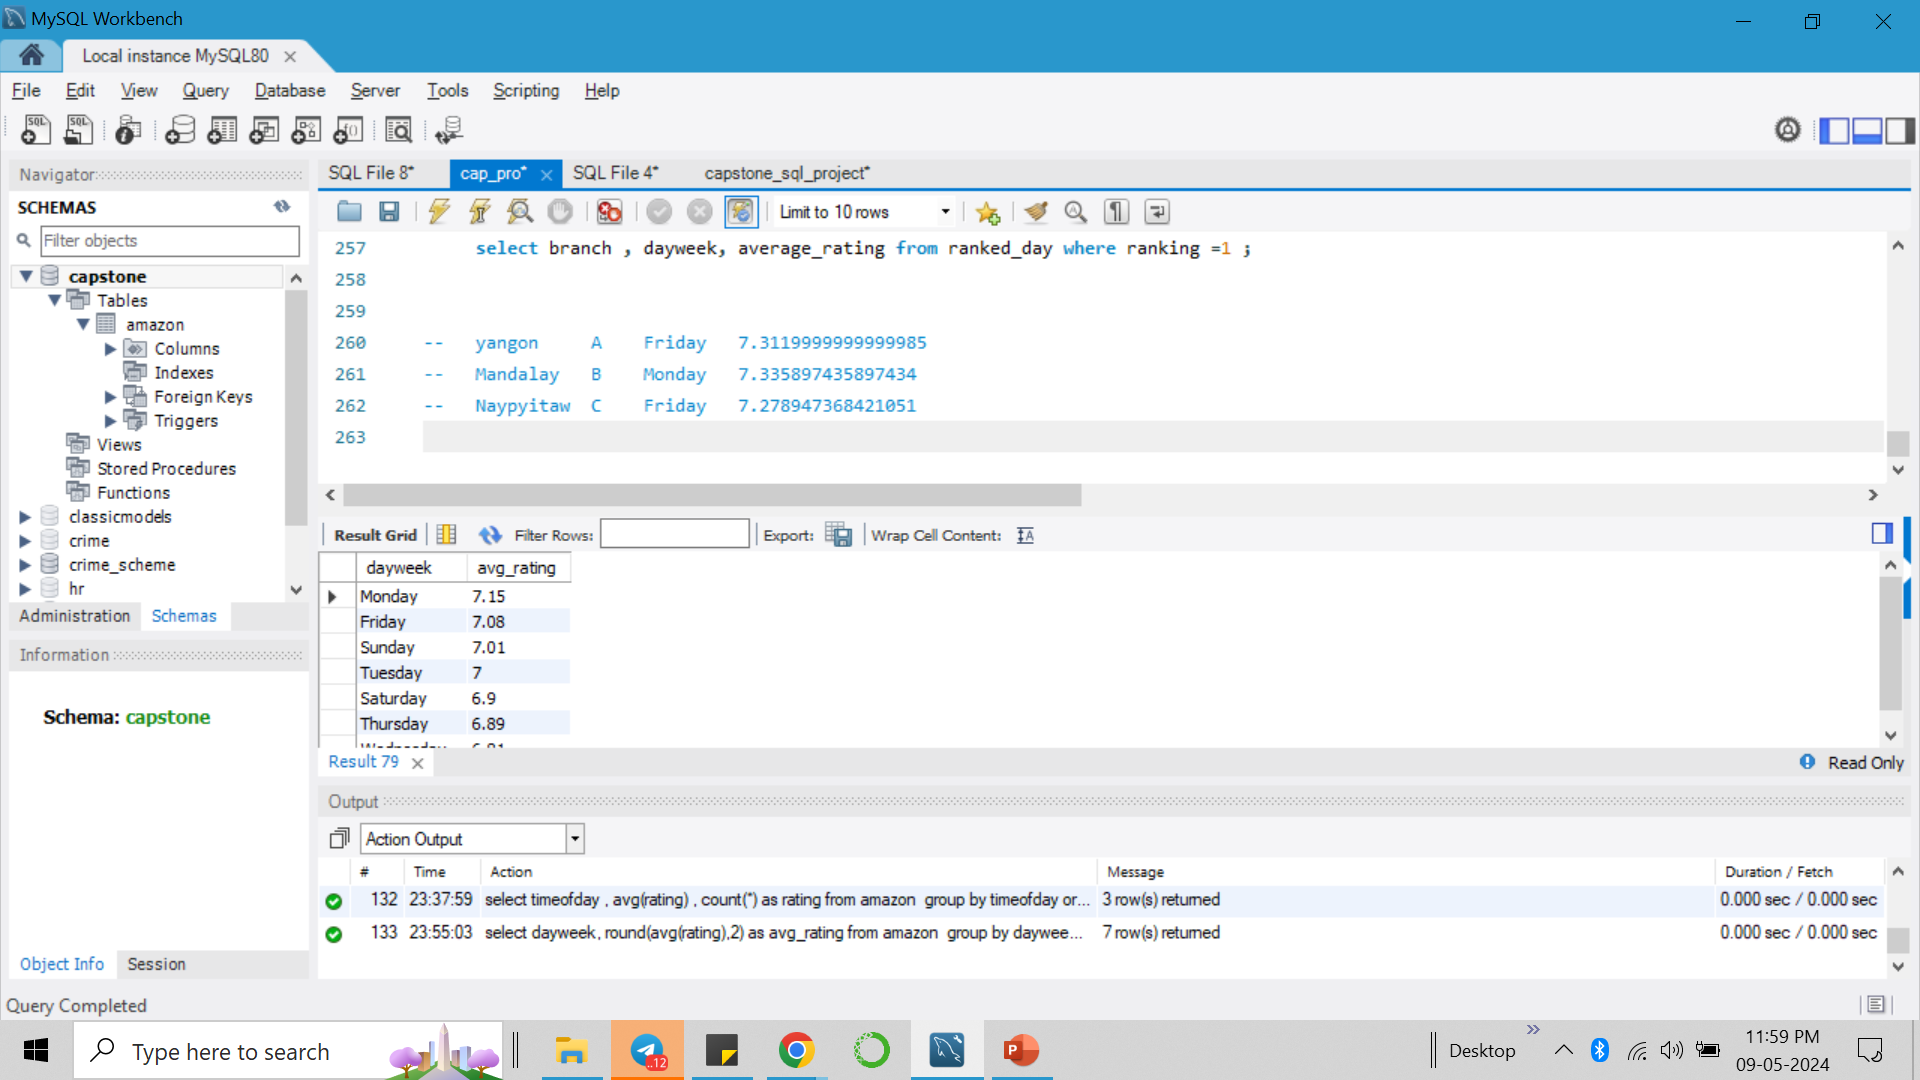 MySQL Workbench
Local instance MySQL80
File Edit View Query Database Server Tools Scripting Help
Navigator
SCHEMAS
Filter objects
capstone
Tables
amazon
Columns
Indexes
Foreign Keys
Triggers
Views
Stored Procedures
Functions
classicmodels
crime
crime_scheme
hr
Administration Schemas
Information
Schema: capstone
Object Info Session
SQL File 8* cap_pro* SQL File 4* capstone_sql_project*
Limit to 10 rows
257 select branch , dayweek, average_rating from ranked_day where ranking =1 ;
258
259
260 -- yangon A Friday 7.3119999999999985
261 -- Mandalay B Monday 7.335897435897434
262 -- Naypyitaw C Friday 7.278947368421051
263
Result Grid Filter Rows: Export: Wrap Cell Content:
dayweek avg_rating
Monday 7.15
Friday 7.08
Sunday 7.01
Tuesday 7
Saturday 6.9
Thursday 6.89
Result 79 Read Only
Output
Action Output
# Time Action Message Duration / Fetch
132 23:37:59 select timeofday , avg(rating) , count(*) as rating from amazon group by timeofday or... 3 row(s) returned 0.000 sec / 0.000 sec
133 23:55:03 select dayweek, round(avg(rating),2) as avg_rating from amazon group by daywee... 7 row(s) returned 0.000 sec / 0.000 sec
Query Completed
Type here to search
..12
Desktop
11:59 PM
09-05-2024